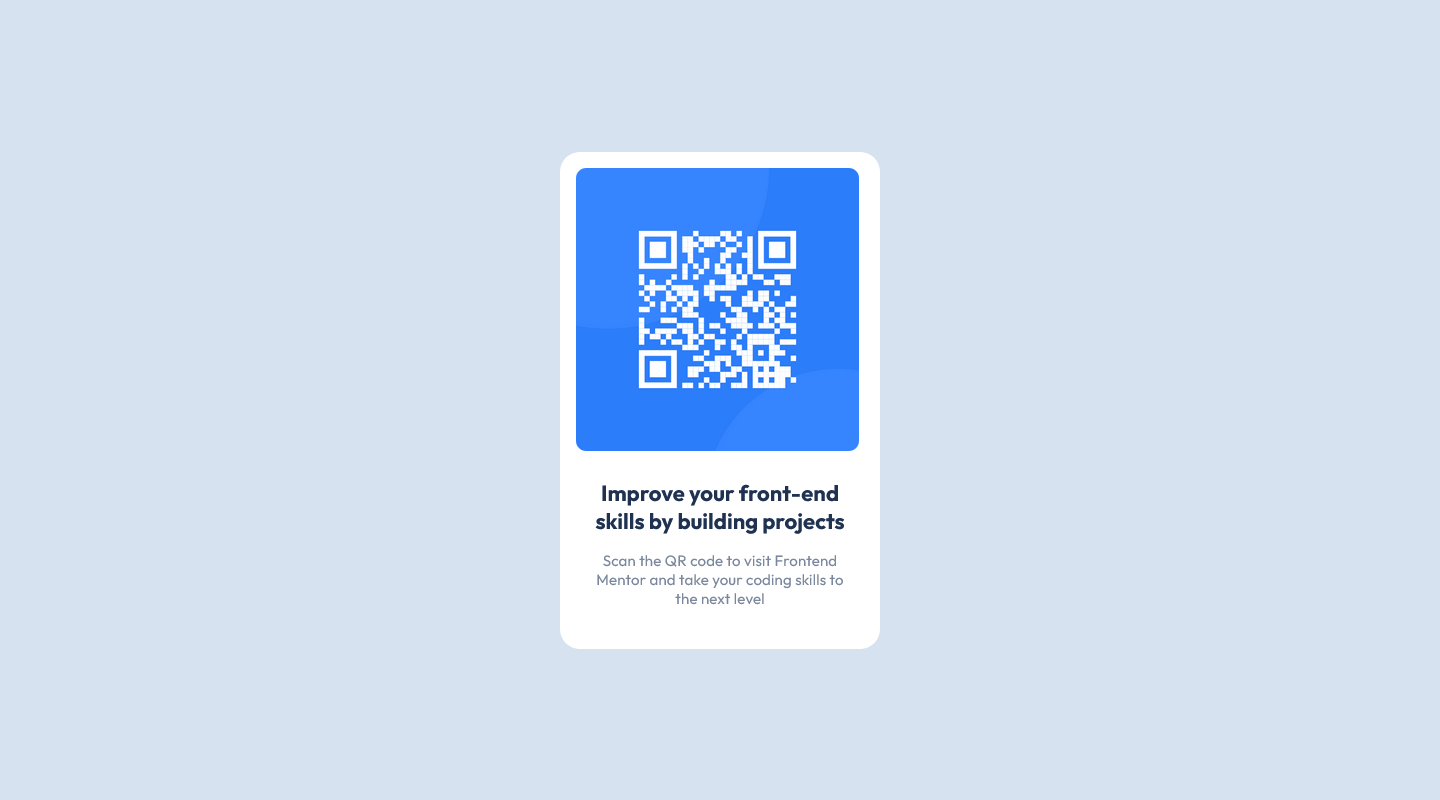 Improve your front-end
skills by building projects
Scan the QR code to visit Frontend
Mentor and take your coding skills to
the next level